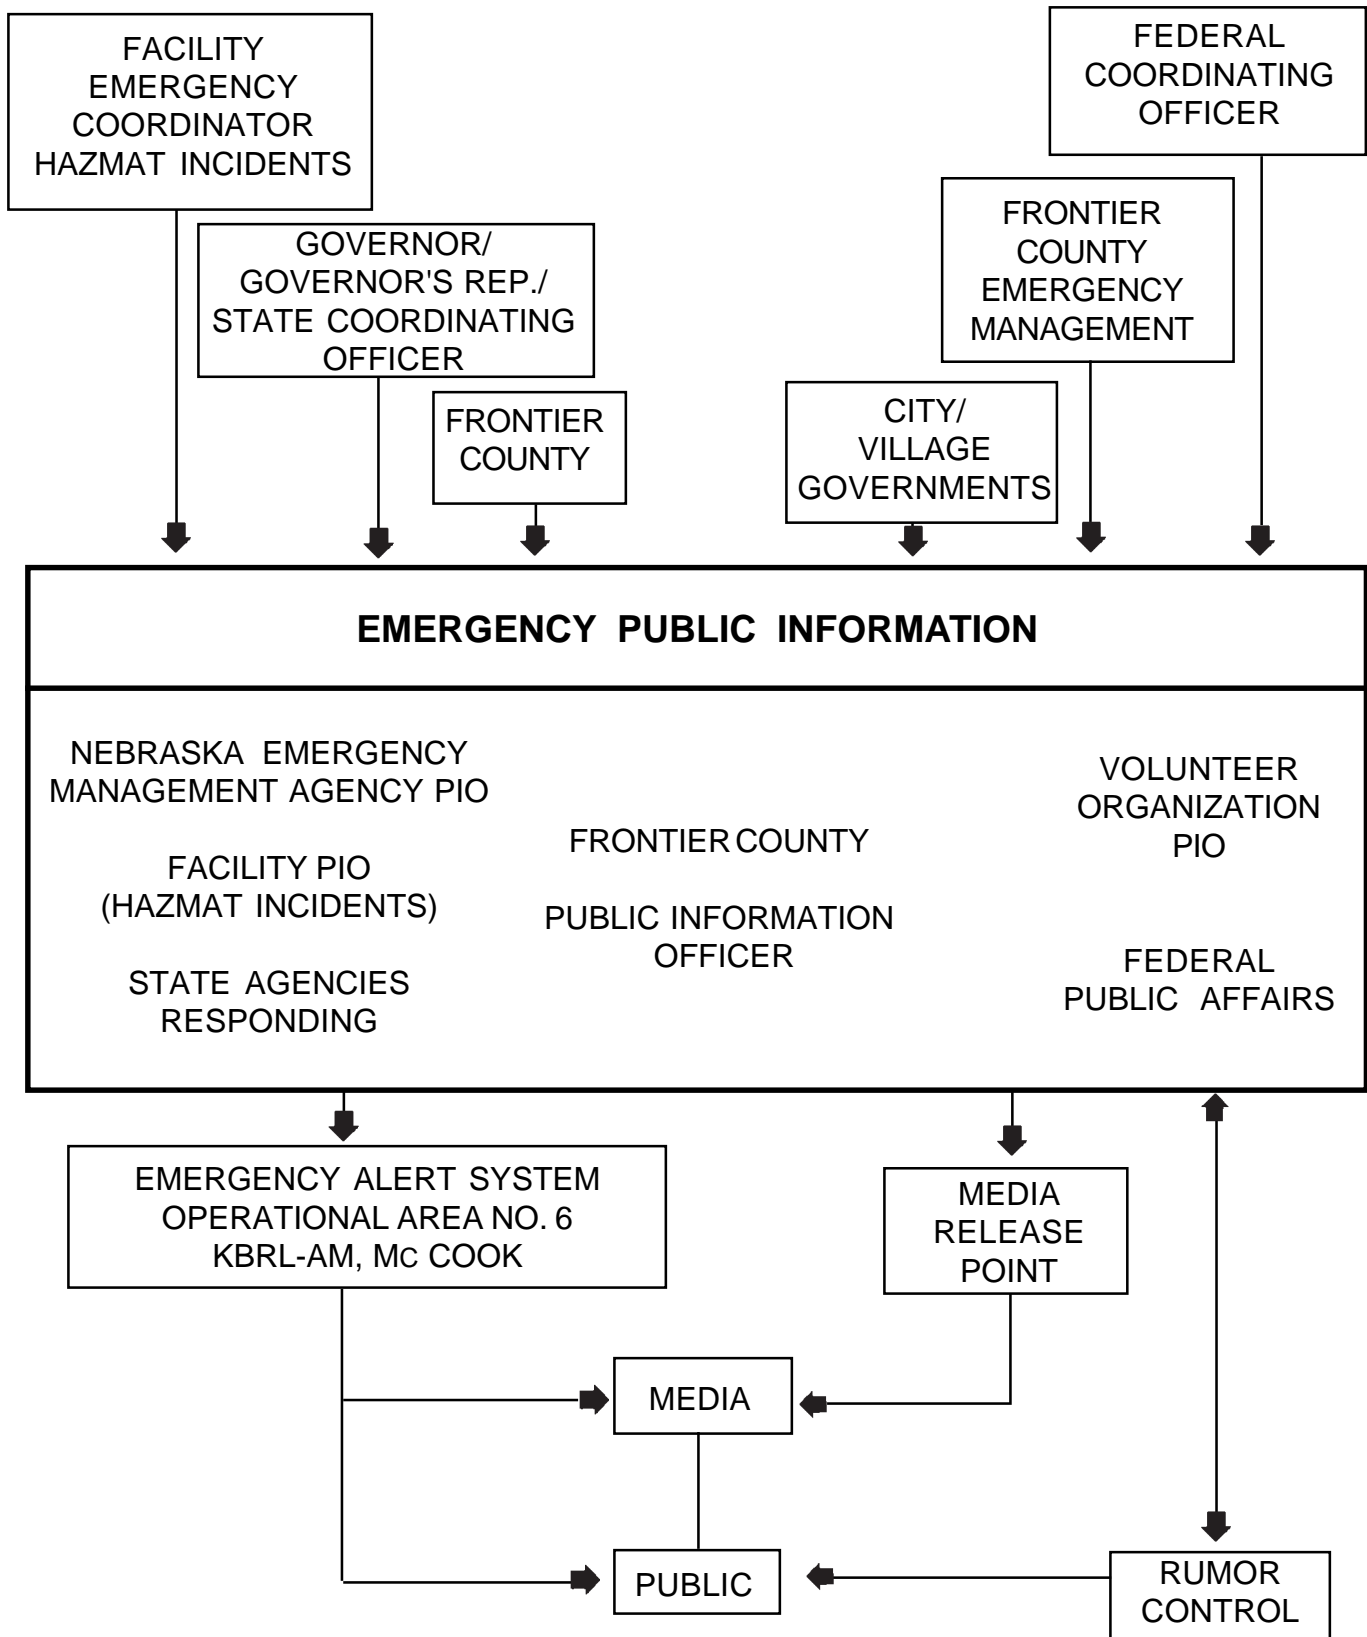 FACILITY
EMERGENCY
COORDINATOR
HAZMAT INCIDENTS
FEDERAL
COORDINATING
OFFICER
GOVERNOR/
GOVERNOR'S REP./
STATE COORDINATING
OFFICER
FRONTIER
COUNTY
EMERGENCY
MANAGEMENT
FRONTIER
COUNTY
CITY/
VILLAGE
GOVERNMENTS
EMERGENCY PUBLIC INFORMATION
NEBRASKA EMERGENCY
MANAGEMENT AGENCY PIO
FACILITY PIO
(HAZMAT INCIDENTS)
STATE AGENCIES
RESPONDING
FRONTIER COUNTY
PUBLIC INFORMATION
OFFICER
VOLUNTEER
ORGANIZATION
PIO
FEDERAL
PUBLIC AFFAIRS
EMERGENCY ALERT SYSTEM
OPERATIONAL AREA NO. 6
KBRL-AM, MC COOK
MEDIA
RELEASE
POINT
MEDIA
PUBLIC
RUMOR
CONTROL